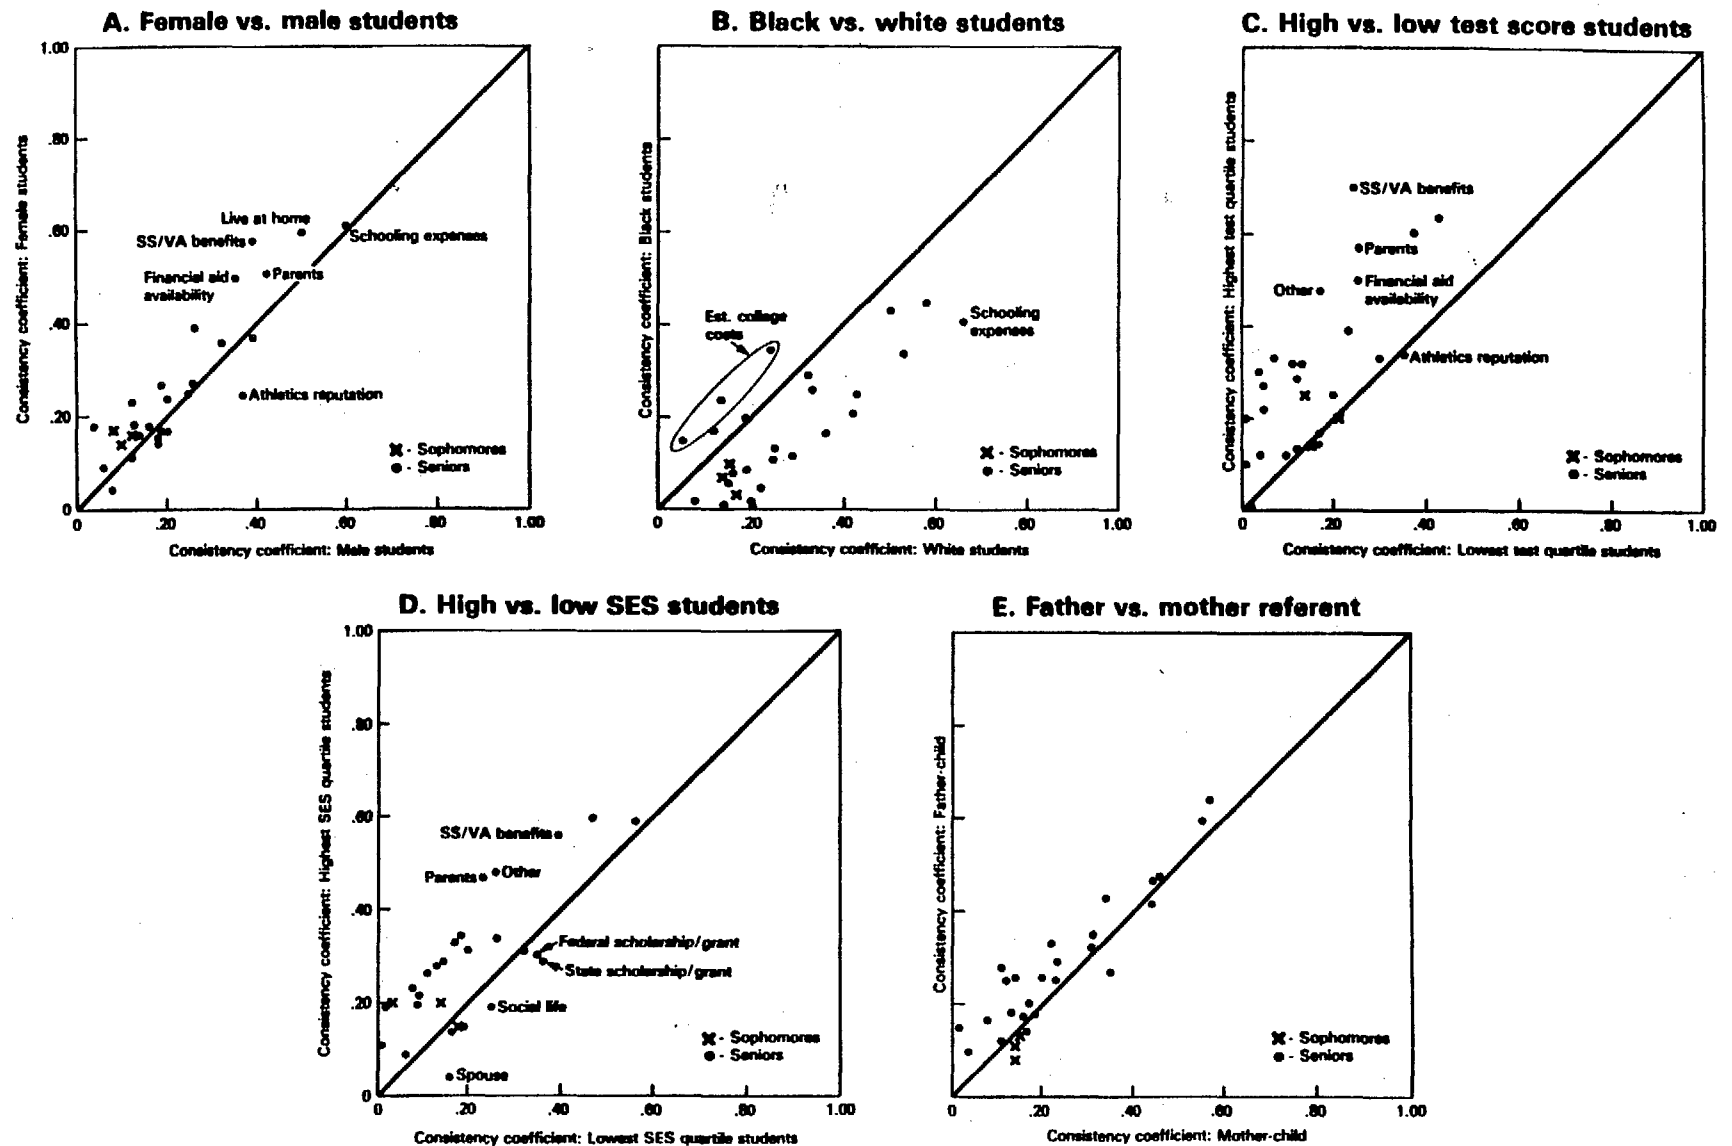 A. Female vs. male students
1.00
.80
.60
.40
.20
0
Consistency coefficient: Female students
Live at home
SS/VA benefits
Schooling expenses
Financial aid
availability
Parents
Athletics reputation
x - Sophomores
● - Seniors
0 .20 .40 .60 .80 1.00
Consistency coefficient: Male students
B. Black vs. white students
Consistency coefficient: Black students
Est. college
costs
Schooling
expenses
x - Sophomores
● - Seniors
0 .20 .40 .60 .80 1.00
Consistency coefficient: White students
C. High vs. low test score students
Consistency coefficient: Highest test quartile students
SS/VA benefits
Parents
Other
Financial aid
availability
Athletics reputation
x - Sophomores
● - Seniors
0 .20 .40 .60 .80 1.00
Consistency coefficient: Lowest test quartile students
D. High vs. low SES students
1.00
.80
.60
.40
.20
0
Consistency coefficient: Highest SES quartile students
SS/VA benefits
Parents
Other
Federal scholarship/grant
State scholarship/grant
Social life
Spouse
x - Sophomores
● - Seniors
0 .20 .40 .60 .80 1.00
Consistency coefficient: Lowest SES quartile students
E. Father vs. mother referent
Consistency coefficient: Father-child
x - Sophomores
● - Seniors
0 .20 .40 .60 .80 1.00
Consistency coefficient: Mother-child